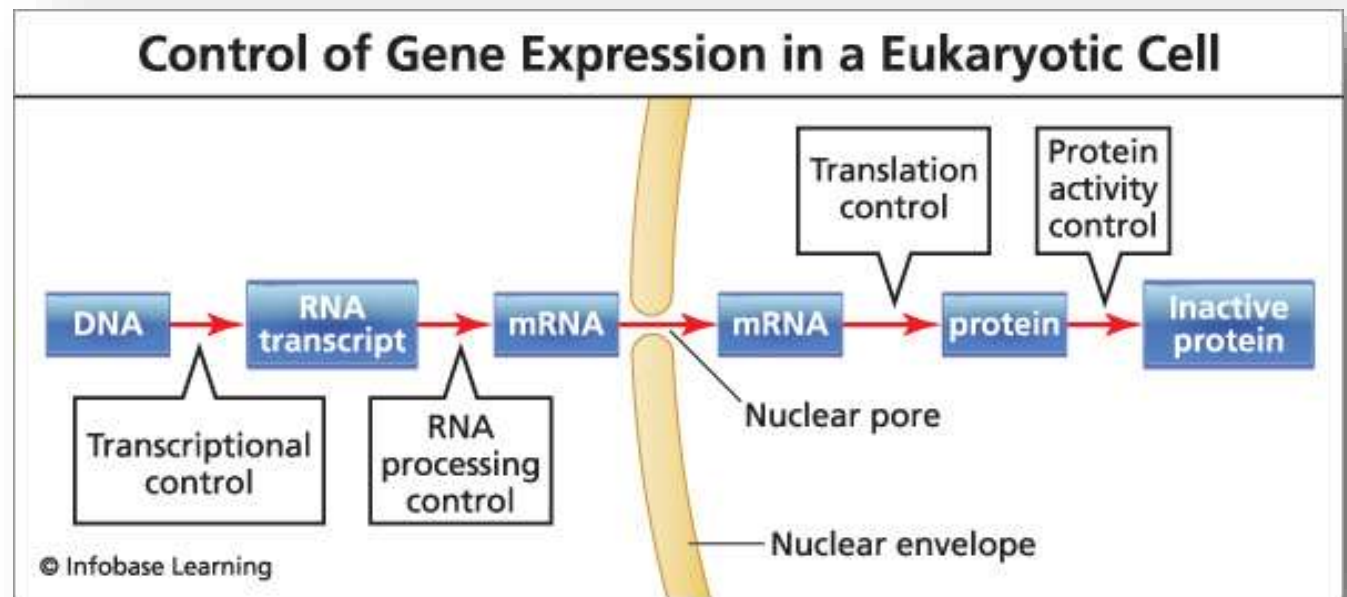 Control of Gene Expression in a Eukaryotic Cell
Translation
control
Protein
activity
control
DNA
RNA
transcript
mRNA
mRNA
protein
Inactive
protein
Transcriptional
control
RNA
processing
control
Nuclear pore
Nuclear envelope
© Infobase Learning